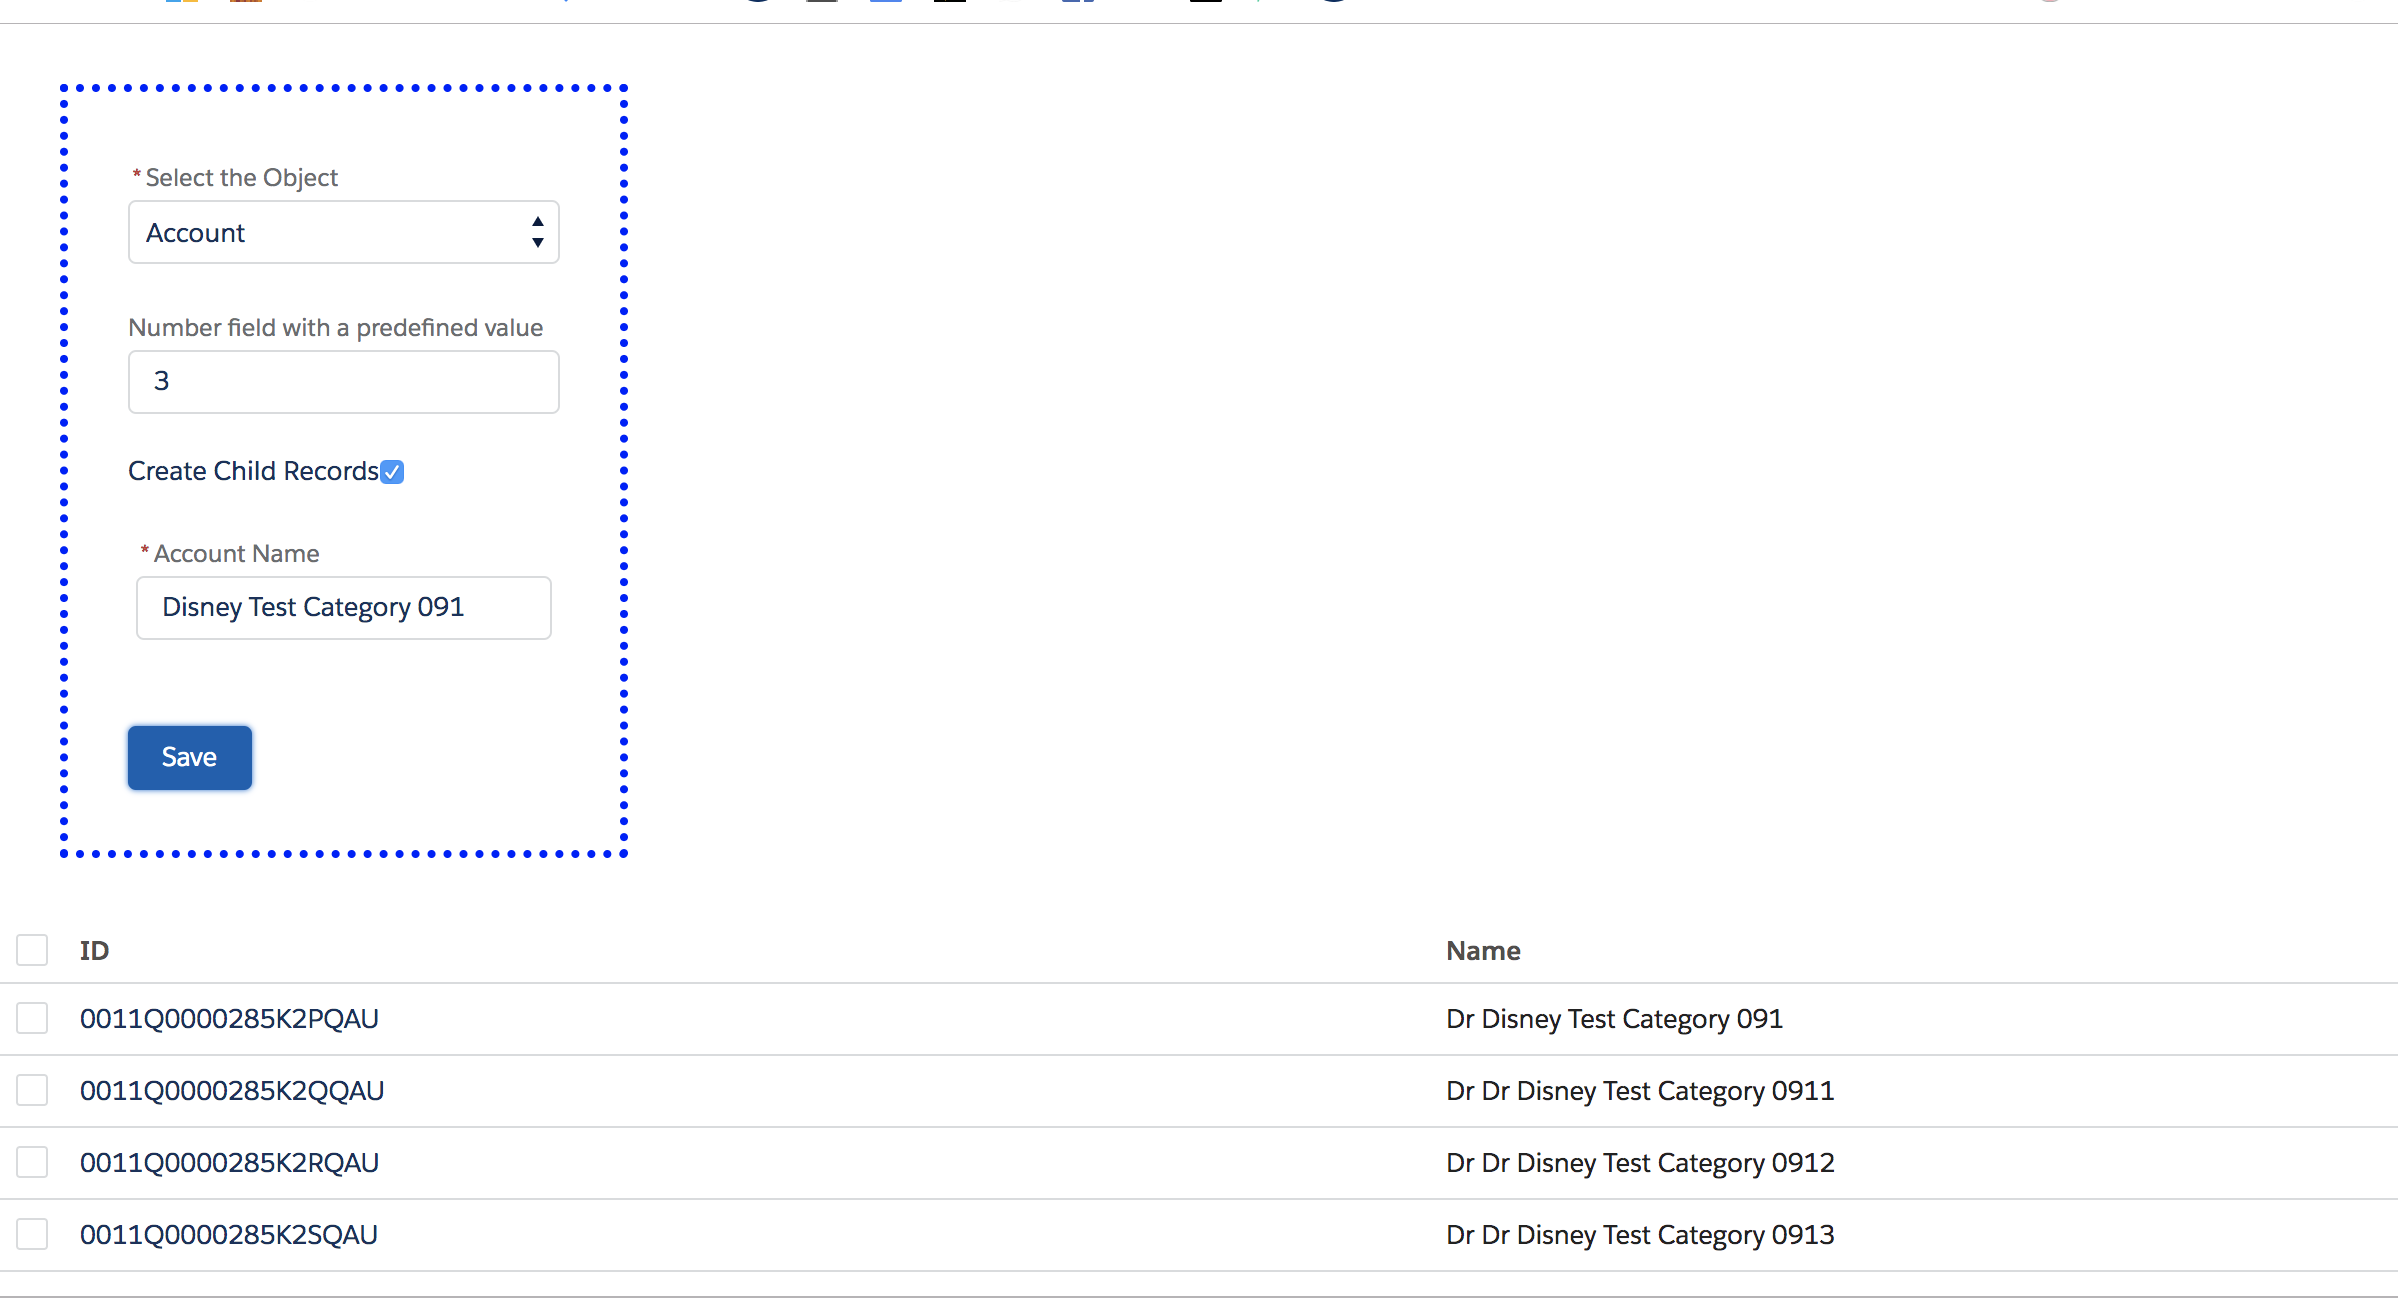 * Select the Object
Account
Number field with a predefined value
3
Create Child Records
* Account Name
Disney Test Category 091
Save
ID Name
0011Q0000285K2PQAU Dr Disney Test Category 091
0011Q0000285K2QQAU Dr Dr Disney Test Category 0911
0011Q0000285K2RQAU Dr Dr Disney Test Category 0912
0011Q0000285K2SQAU Dr Dr Disney Test Category 0913